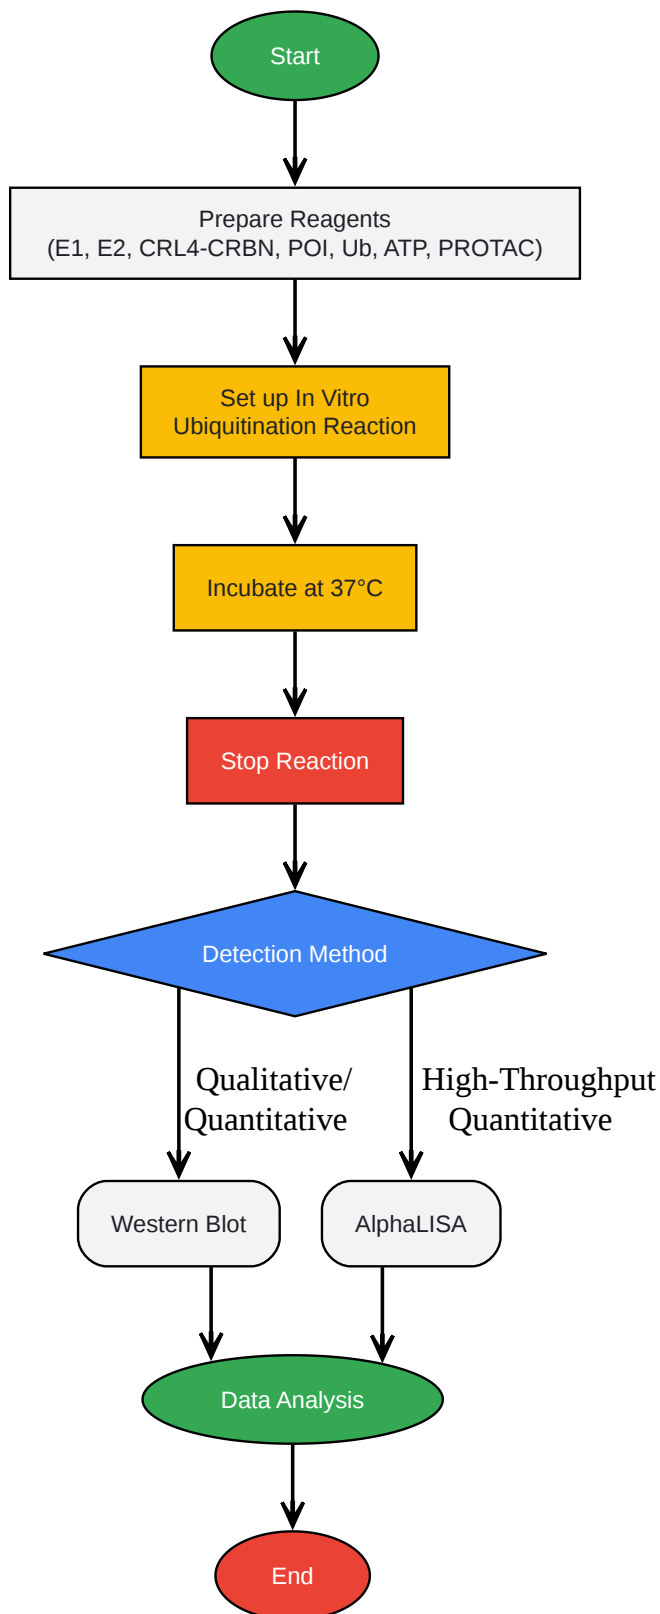 Start
Prepare Reagents
(E1, E2, CRL4-CRBN, POI, Ub, ATP, PROTAC)
Set up In Vitro
Ubiquitination Reaction
Incubate at 37°C
Stop Reaction
Detection Method
Qualitative/
Quantitative
High-Throughput
Quantitative
Western Blot
AlphaLISA
Data Analysis
End